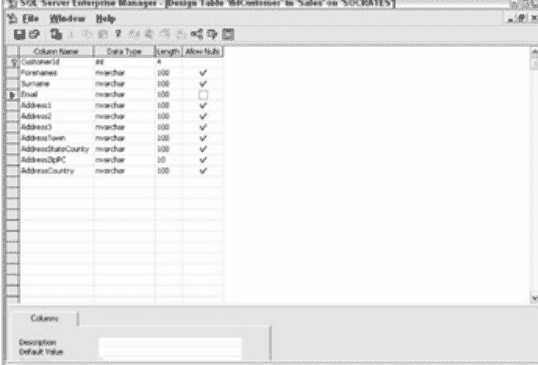 SQL Server Enterprise Manager - [Design Table 'tblCustomer' in 'Sales' on 'SOCRATES']
File Window Help
Column Name Data Type Length Allow Nulls
CustomerId int 4
Forenames nvarchar 100
Surname nvarchar 100
Email nvarchar 100
Address1 nvarchar 100
Address2 nvarchar 100
Address3 nvarchar 100
AddressTown nvarchar 100
AddressStateCounty nvarchar 100
AddressZipPC nvarchar 10
AddressCountry nvarchar 100
Columns
Description
Default Value